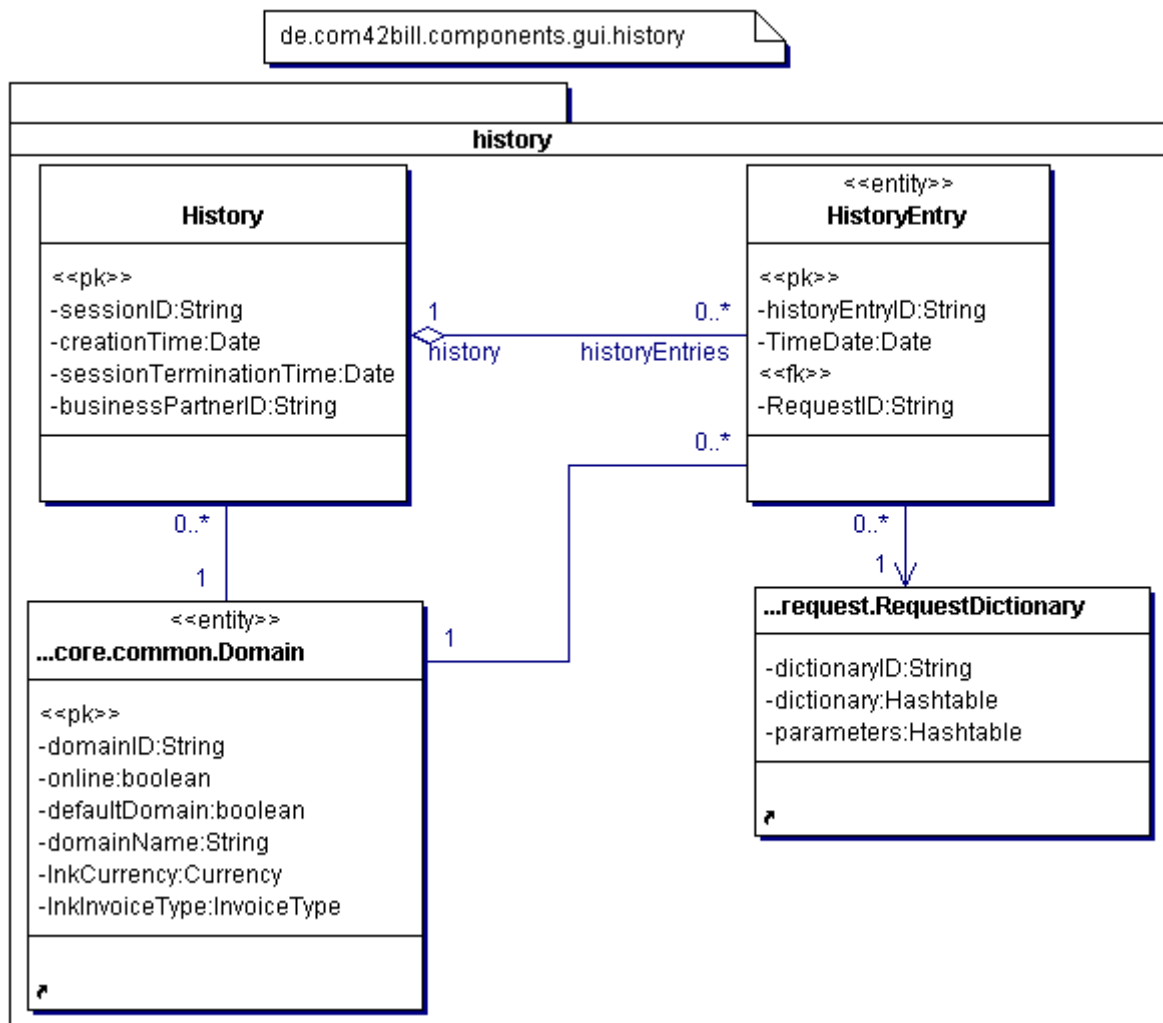 de.com42bill.components.gui.history
history
History
<<pk>>
-sessionID:String
-creationTime:Date
-sessionTerminationTime:Date
-businessPartnerID:String
<<entity>>
HistoryEntry
<<pk>>
-historyEntryID:String
-TimeDate:Date
<<fk>>
-RequestID:String
1
0..*
history
historyEntries
0..*
0..*
1
1
0..*
1
<<entity>>
...core.common.Domain
<<pk>>
-domainID:String
-online:boolean
-defaultDomain:boolean
-domainName:String
-lnkCurrency:Currency
-lnkInvoiceType:InvoiceType
...request.RequestDictionary
-dictionaryID:String
-dictionary:Hashtable
-parameters:Hashtable